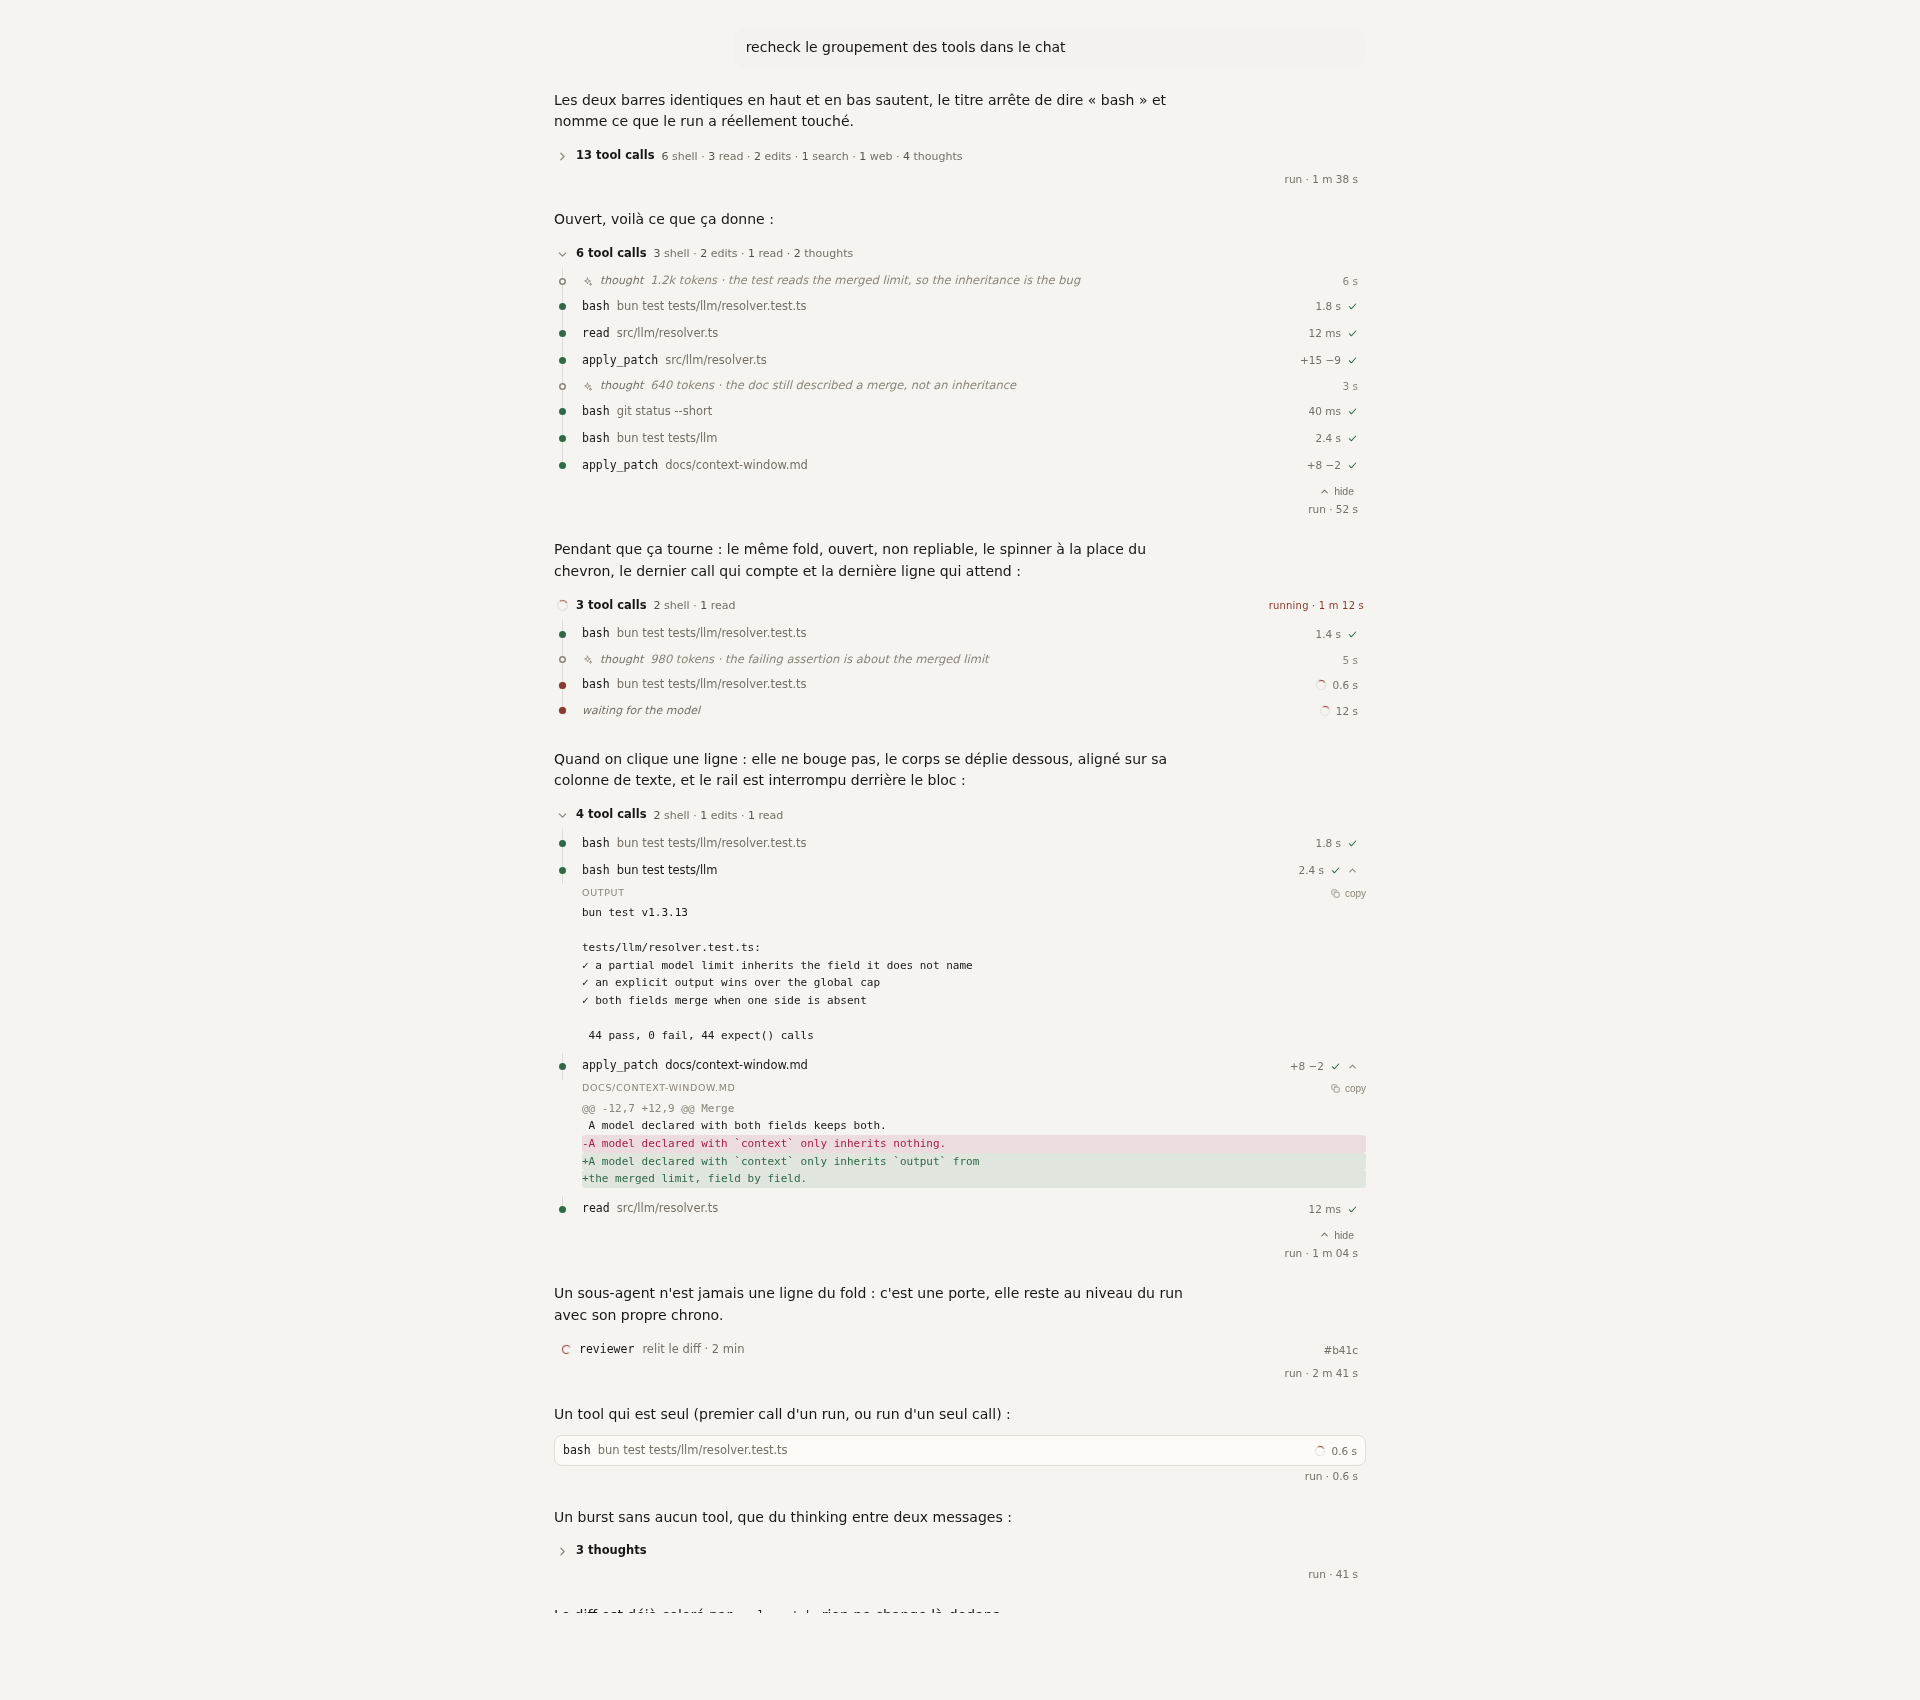 recheck le groupement des tools dans le chat
Les deux barres identiques en haut et en bas sautent, le titre arrête de dire « bash » et
nomme ce que le run a réellement touché.
13 tool calls 6 shell · 3 read · 2 edits · 1 search · 1 web · 4 thoughts
run · 1 m 38 s
Ouvert, voilà ce que ça donne :
6 tool calls 3 shell · 2 edits · 1 read · 2 thoughts
thought 1.2k tokens · the test reads the merged limit, so the inheritance is the bug 6 s
bash bun test tests/llm/resolver.test.ts 1.8 s ✓
read src/llm/resolver.ts 12 ms ✓
apply_patch src/llm/resolver.ts +15 −9 ✓
thought 640 tokens · the doc still described a merge, not an inheritance 3 s
bash git status --short 40 ms ✓
bash bun test tests/llm 2.4 s ✓
apply_patch docs/context-window.md +8 −2 ✓
hide
run · 52 s
Pendant que ça tourne : le même fold, ouvert, non repliable, le spinner à la place du
chevron, le dernier call qui compte et la dernière ligne qui attend :
3 tool calls 2 shell · 1 read running · 1 m 12 s
bash bun test tests/llm/resolver.test.ts 1.4 s ✓
thought 980 tokens · the failing assertion is about the merged limit 5 s
bash bun test tests/llm/resolver.test.ts 0.6 s
waiting for the model 12 s
Quand on clique une ligne : elle ne bouge pas, le corps se déplie dessous, aligné sur sa
colonne de texte, et le rail est interrompu derrière le bloc :
4 tool calls 2 shell · 1 edits · 1 read
bash bun test tests/llm/resolver.test.ts 1.8 s ✓
bash bun test tests/llm 2.4 s ✓
OUTPUT copy
bun test v1.3.13
tests/llm/resolver.test.ts:
✓ a partial model limit inherits the field it does not name
✓ an explicit output wins over the global cap
✓ both fields merge when one side is absent
44 pass, 0 fail, 44 expect() calls
apply_patch docs/context-window.md +8 −2 ✓
DOCS/CONTEXT-WINDOW.MD copy
@@ -12,7 +12,9 @@ Merge
A model declared with both fields keeps both.
-A model declared with `context` only inherits nothing.
+A model declared with `context` only inherits `output` from
+the merged limit, field by field.
read src/llm/resolver.ts 12 ms ✓
hide
run · 1 m 04 s
Un sous-agent n'est jamais une ligne du fold : c'est une porte, elle reste au niveau du run
avec son propre chrono.
reviewer relit le diff · 2 min #b41c
run · 2 m 41 s
Un tool qui est seul (premier call d'un run, ou run d'un seul call) :
bash bun test tests/llm/resolver.test.ts 0.6 s
run · 0.6 s
Un burst sans aucun tool, que du thinking entre deux messages :
3 thoughts
run · 41 s